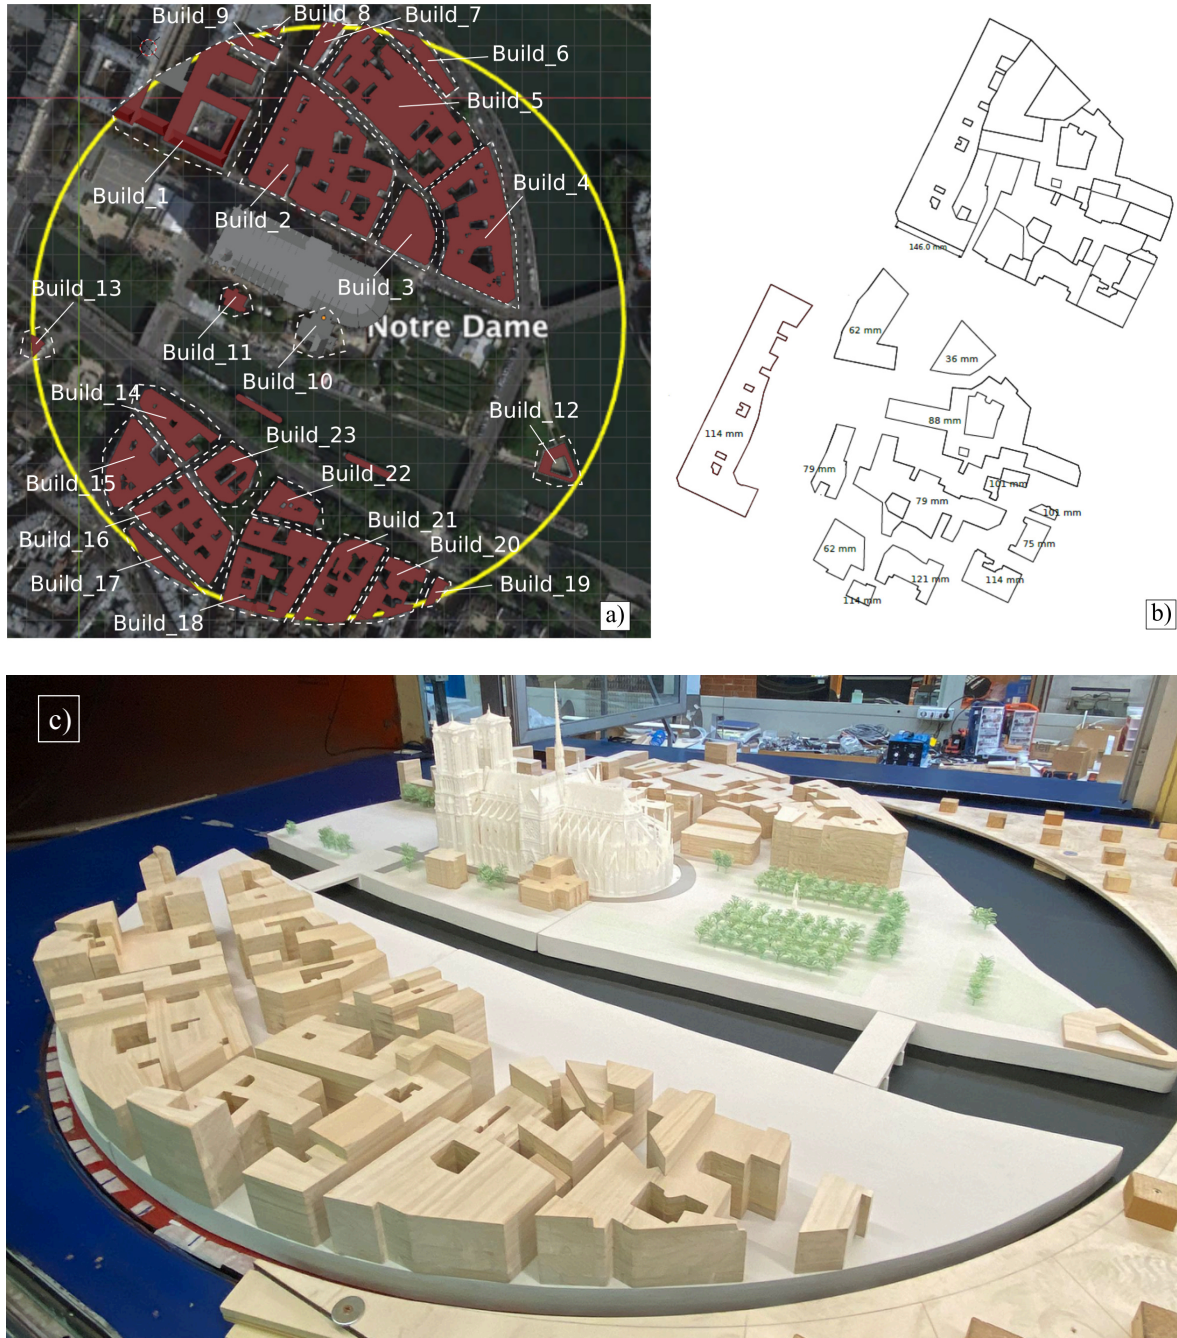 Build_9
Build_8
Build_7
Build_6
Build_5
Build_4
Build_1
Build_2
Build_3
Build_13
Notre Dame
Build_11
Build_10
Build_14
Build_12
Build_23
Build_15
Build_22
Build_16
Build_21
Build_20
Build_17
Build_19
Build_18
a)
146.0 mm
62 mm
36 mm
114 mm
88 mm
79 mm
101 mm
79 mm
101 mm
62 mm
75 mm
121 mm
114 mm
114 mm
b)
c)